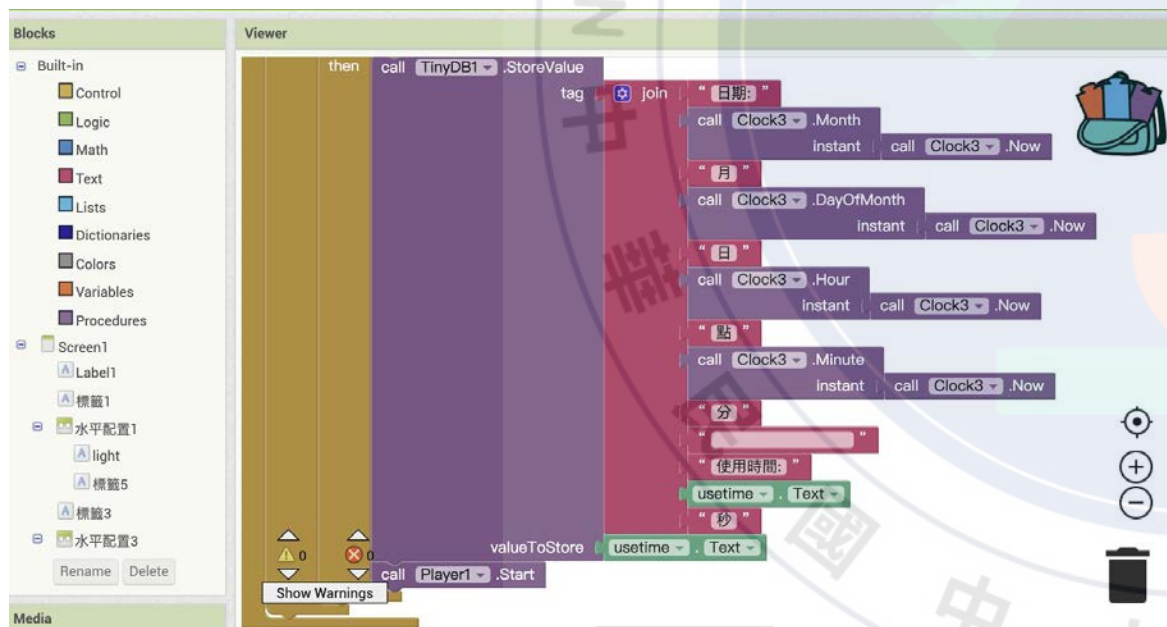 Blocks
Viewer
Built-in
Control
Logic
Math
Text
Lists
Dictionaries
Colors
Variables
Procedures
Screen1
Label1
標籤1
水平配置1
light
標籤5
標籤3
水平配置3
Rename Delete
Media
then call TinyDB1 .StoreValue
tag join " 日期: "
call Clock3 .Month
instant call Clock3 .Now
" 月 "
call Clock3 .DayOfMonth
instant call Clock3 .Now
" 日 "
call Clock3 .Hour
instant call Clock3 .Now
" 點 "
call Clock3 .Minute
instant call Clock3 .Now
" 分 "
" "
" 使用時間: "
usetime . Text
" 秒 "
valueToStore usetime . Text
call Player1 .Start
0 0
Show Warnings
N
中
華
民
國
中